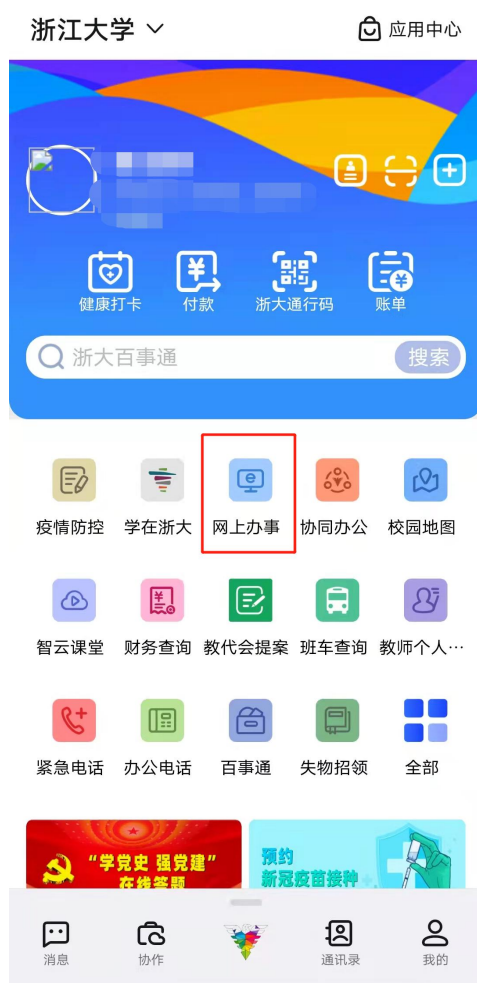 浙江大学
应用中心
健康打卡 付款 浙大通行码 账单
浙大百事通 搜索
疫情防控 学在浙大 网上办事 协同办公 校园地图
智云课堂 财务查询 教代会提案 班车查询 教师个人…
紧急电话 办公电话 百事通 失物招领 全部
“学党史 强党建”
在线答题
预约
新冠疫苗接种
消息 协作 通讯录 我的